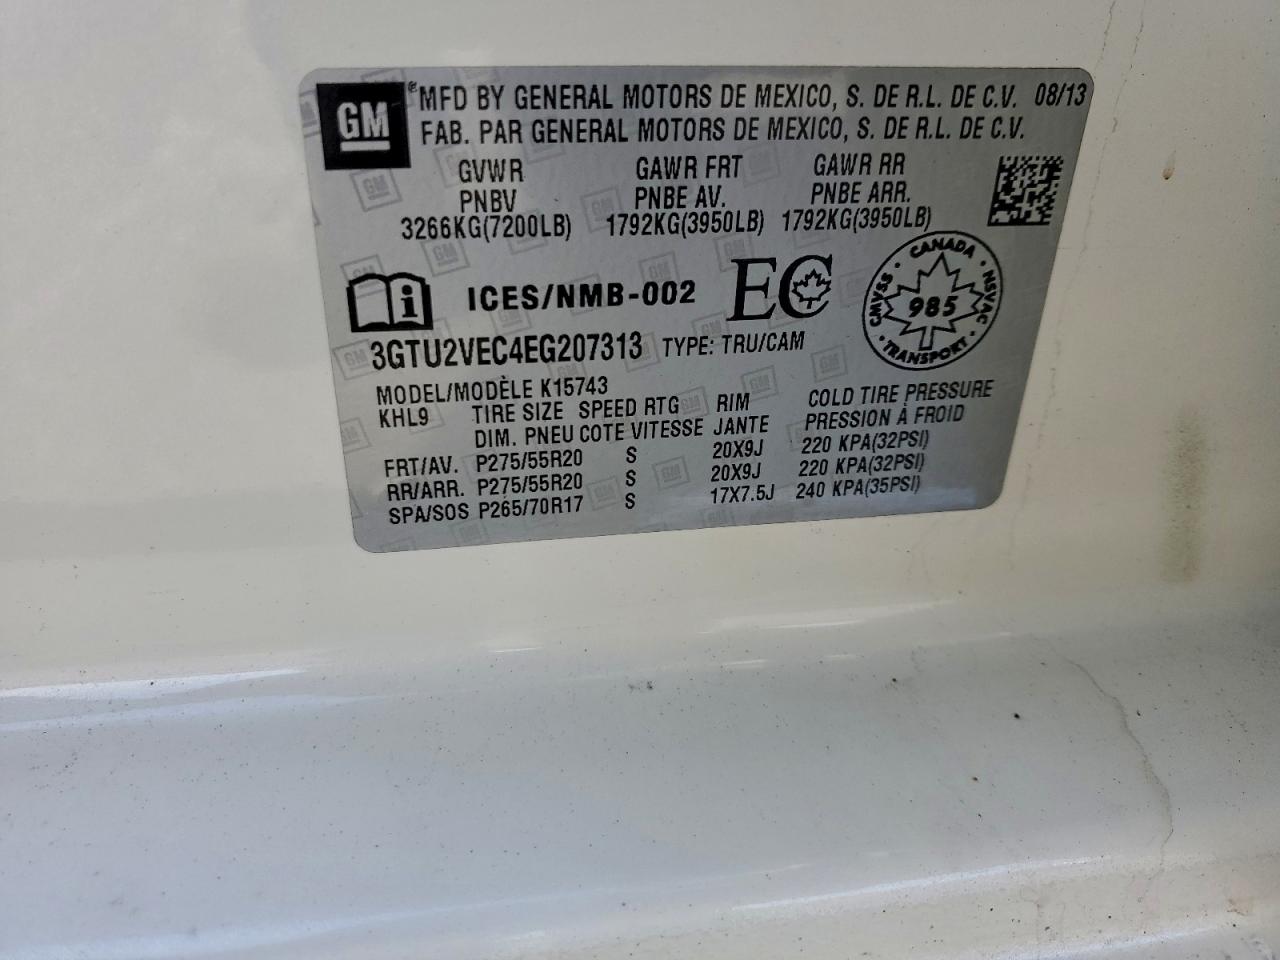 GM
® MFD BY GENERAL MOTORS DE MEXICO, S. DE R.L. DE C.V. 08/13
FAB. PAR GENERAL MOTORS DE MEXICO, S. DE R.L. DE C.V.
GVWR GAWR FRT GAWR RR
PNBV PNBE AV. PNBE ARR.
3266KG(7200LB) 1792KG(3950LB) 1792KG(3950LB)
i ICES/NMB-002 EC
CANADA
CMVSS 985 NSVAC
TRANSPORT
3GTU2VEC4EG207313 TYPE: TRU/CAM
MODEL/MODÈLE K15743
KHL9 TIRE SIZE SPEED RTG RIM COLD TIRE PRESSURE
DIM. PNEU COTE VITESSE JANTE PRESSION À FROID
FRT/AV. P275/55R20 S 20X9J 220 KPA(32PSI)
RR/ARR. P275/55R20 S 20X9J 220 KPA(32PSI)
SPA/SOS P265/70R17 S 17X7.5J 240 KPA(35PSI)